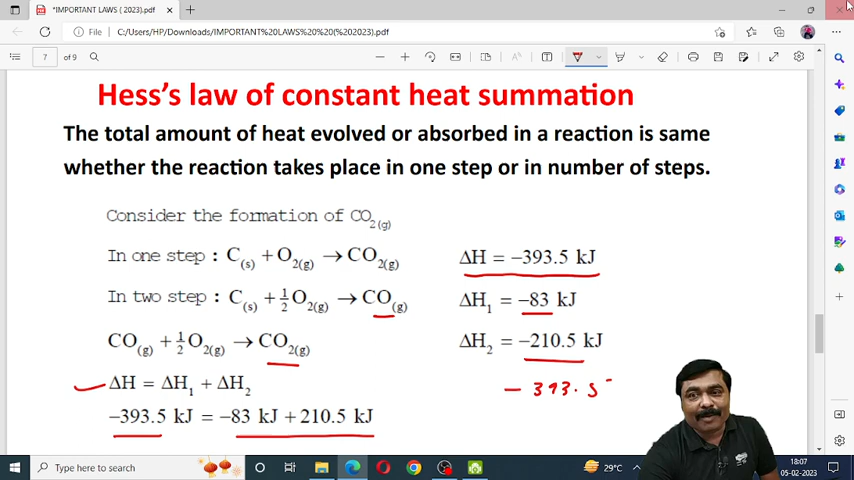 *IMPORTANT LAWS ( 2023).pdf
File
C:/Users/HP/Downloads/IMPORTANT%20LAWS%20%20(%202023).pdf
7 of 9
Hess's law of constant heat summation
The total amount of heat evolved or absorbed in a reaction is same
whether the reaction takes place in one step or in number of steps.
Consider the formation of CO₂₍g₎
In one step : C₍s₎ + O₂₍g₎ → CO₂₍g₎ ΔH = −393.5 kJ
In two step : C₍s₎ + ½O₂₍g₎ → CO₍g₎ ΔH₁ = −83 kJ
CO₍g₎ + ½O₂₍g₎ → CO₂₍g₎ ΔH₂ = −210.5 kJ
ΔH = ΔH₁ + ΔH₂
− 393.5
−393.5 kJ = −83 kJ + 210.5 kJ
Type here to search
29°C
18:07
05-02-2023